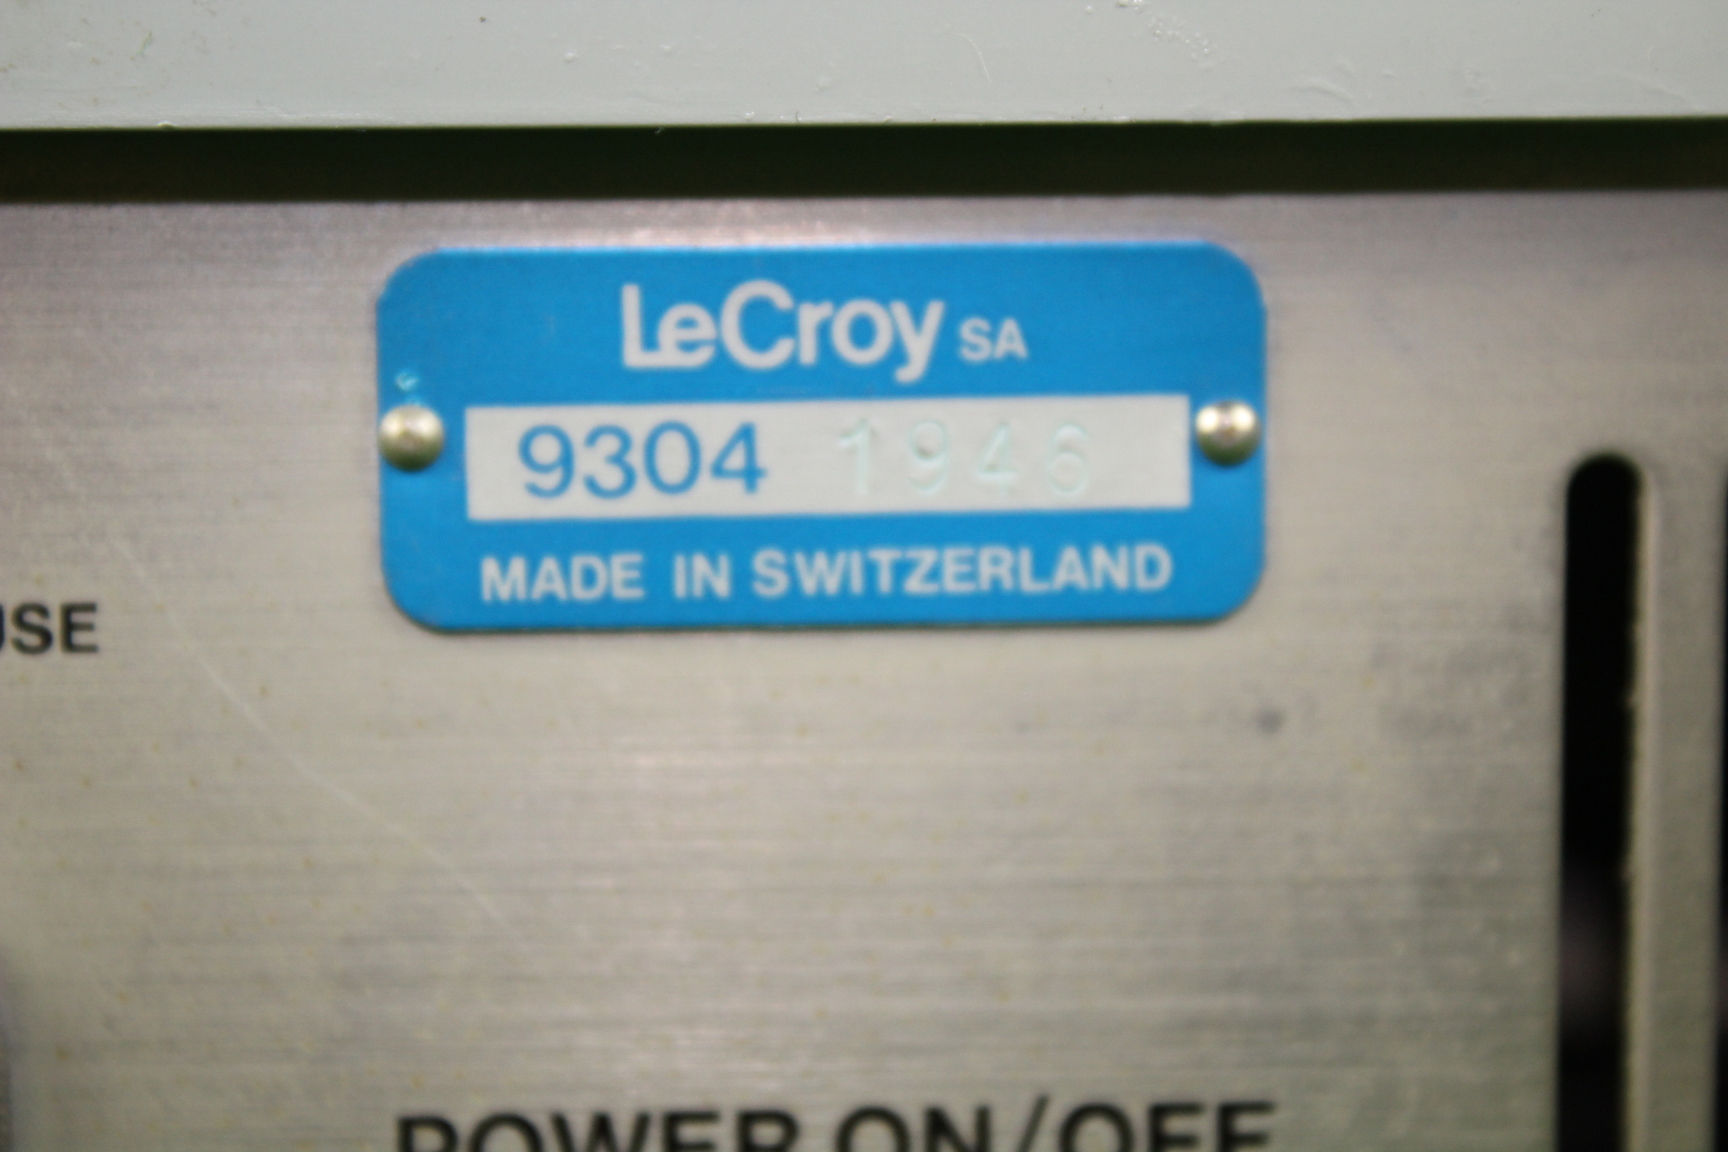 LeCroy SA
9304 1946
MADE IN SWITZERLAND
USE
POWER ON/OFF